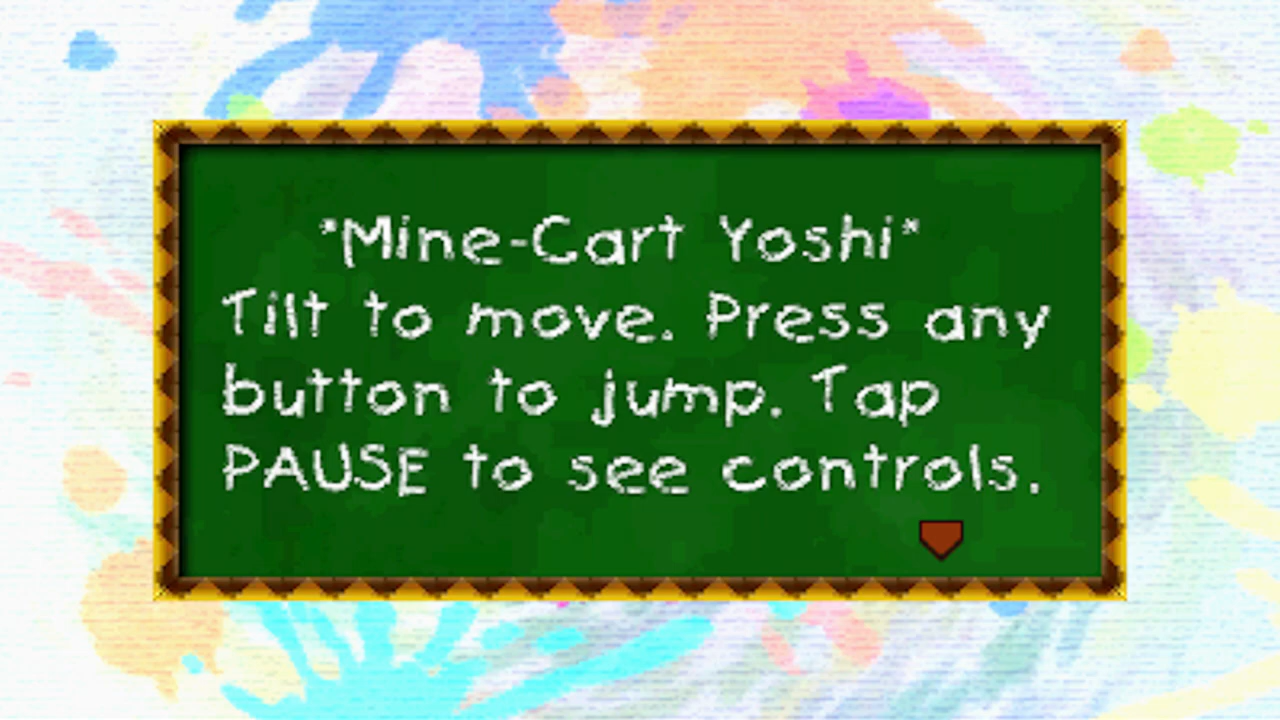 "Mine-Cart Yoshi"
Tilt to move. Press any
button to jump. Tap
PAUSE to see controls.